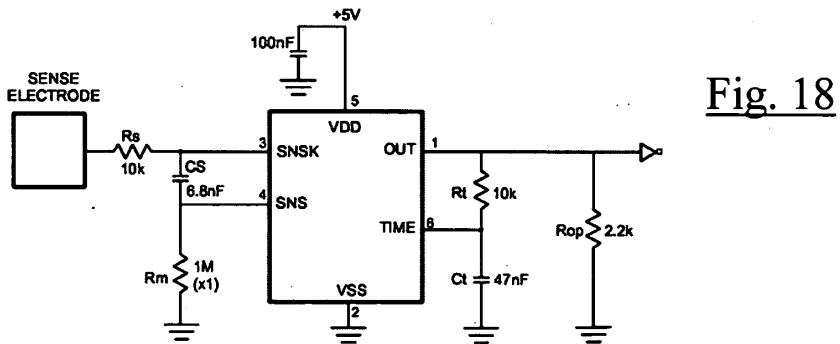 +5V
100nF
SENSE
ELECTRODE
Fig. 18
5
VDD
Rs
10k
3
SNSK
OUT
1
CS
6.8nF
4
SNS
Rt
10k
TIME
6
Rop
2.2k
Rm
1M
(x1)
Ct
47nF
VSS
2